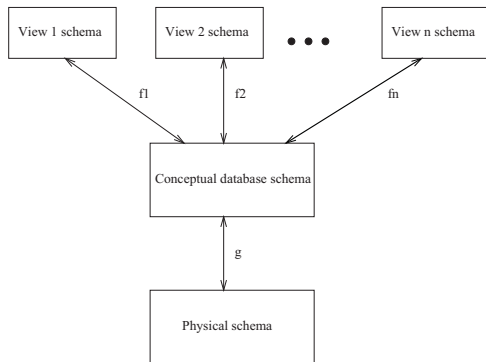 View 1 schema
View 2 schema
View n schema
f1
f2
fn
Conceptual database schema
g
Physical schema